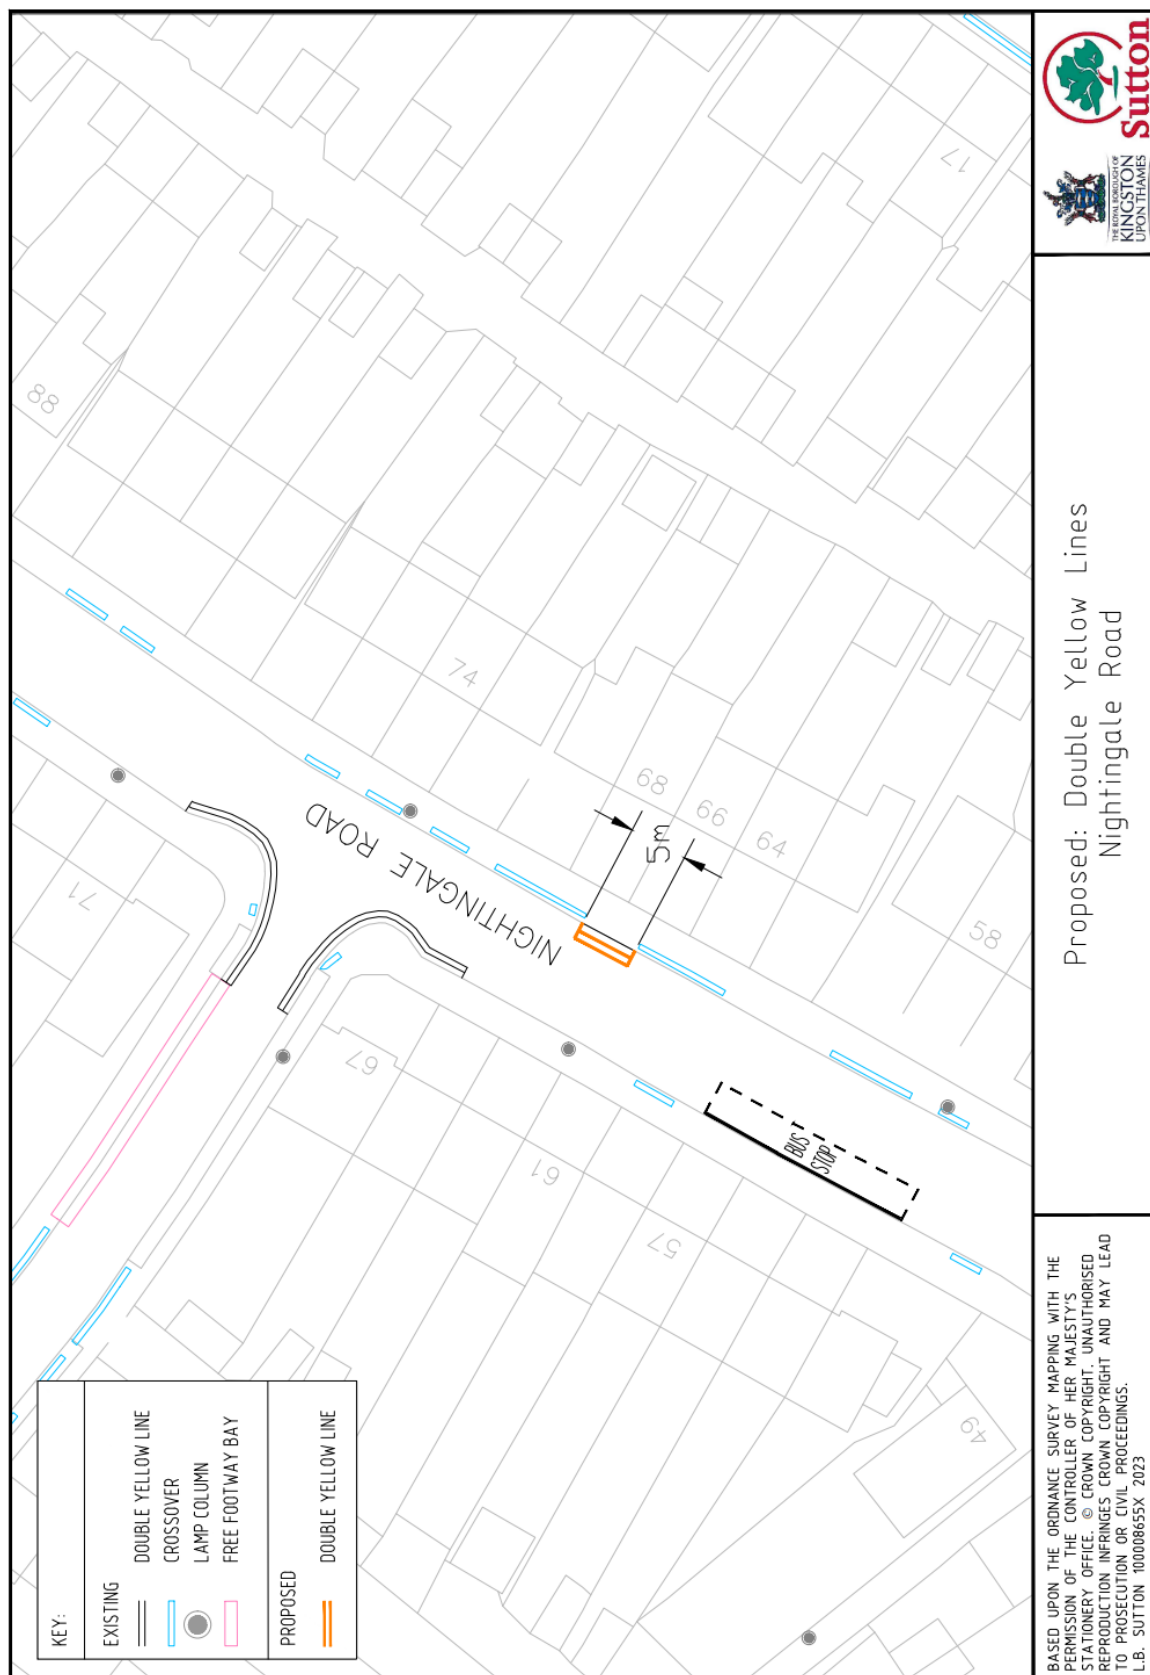 KEY:
EXISTING
DOUBLE YELLOW LINE
CROSSOVER
LAMP COLUMN
FREE FOOTWAY BAY
PROPOSED
DOUBLE YELLOW LINE
88
71
74
NIGHTINGALE ROAD
67
68
5m
66
64
61
57
BUS
STOP
58
49
17
BASED UPON THE ORDNANCE SURVEY MAPPING WITH THE
PERMISSION OF THE CONTROLLER OF HER MAJESTY'S
STATIONERY OFFICE. © CROWN COPYRIGHT. UNAUTHORISED
REPRODUCTION INFRINGES CROWN COPYRIGHT AND MAY LEAD
TO PROSECUTION OR CIVIL PROCEEDINGS.
L.B. SUTTON 100008655X 2023
Proposed: Double Yellow Lines
Nightingale Road
THE ROYAL BOROUGH OF
KINGSTON
UPON THAMES
Sutton